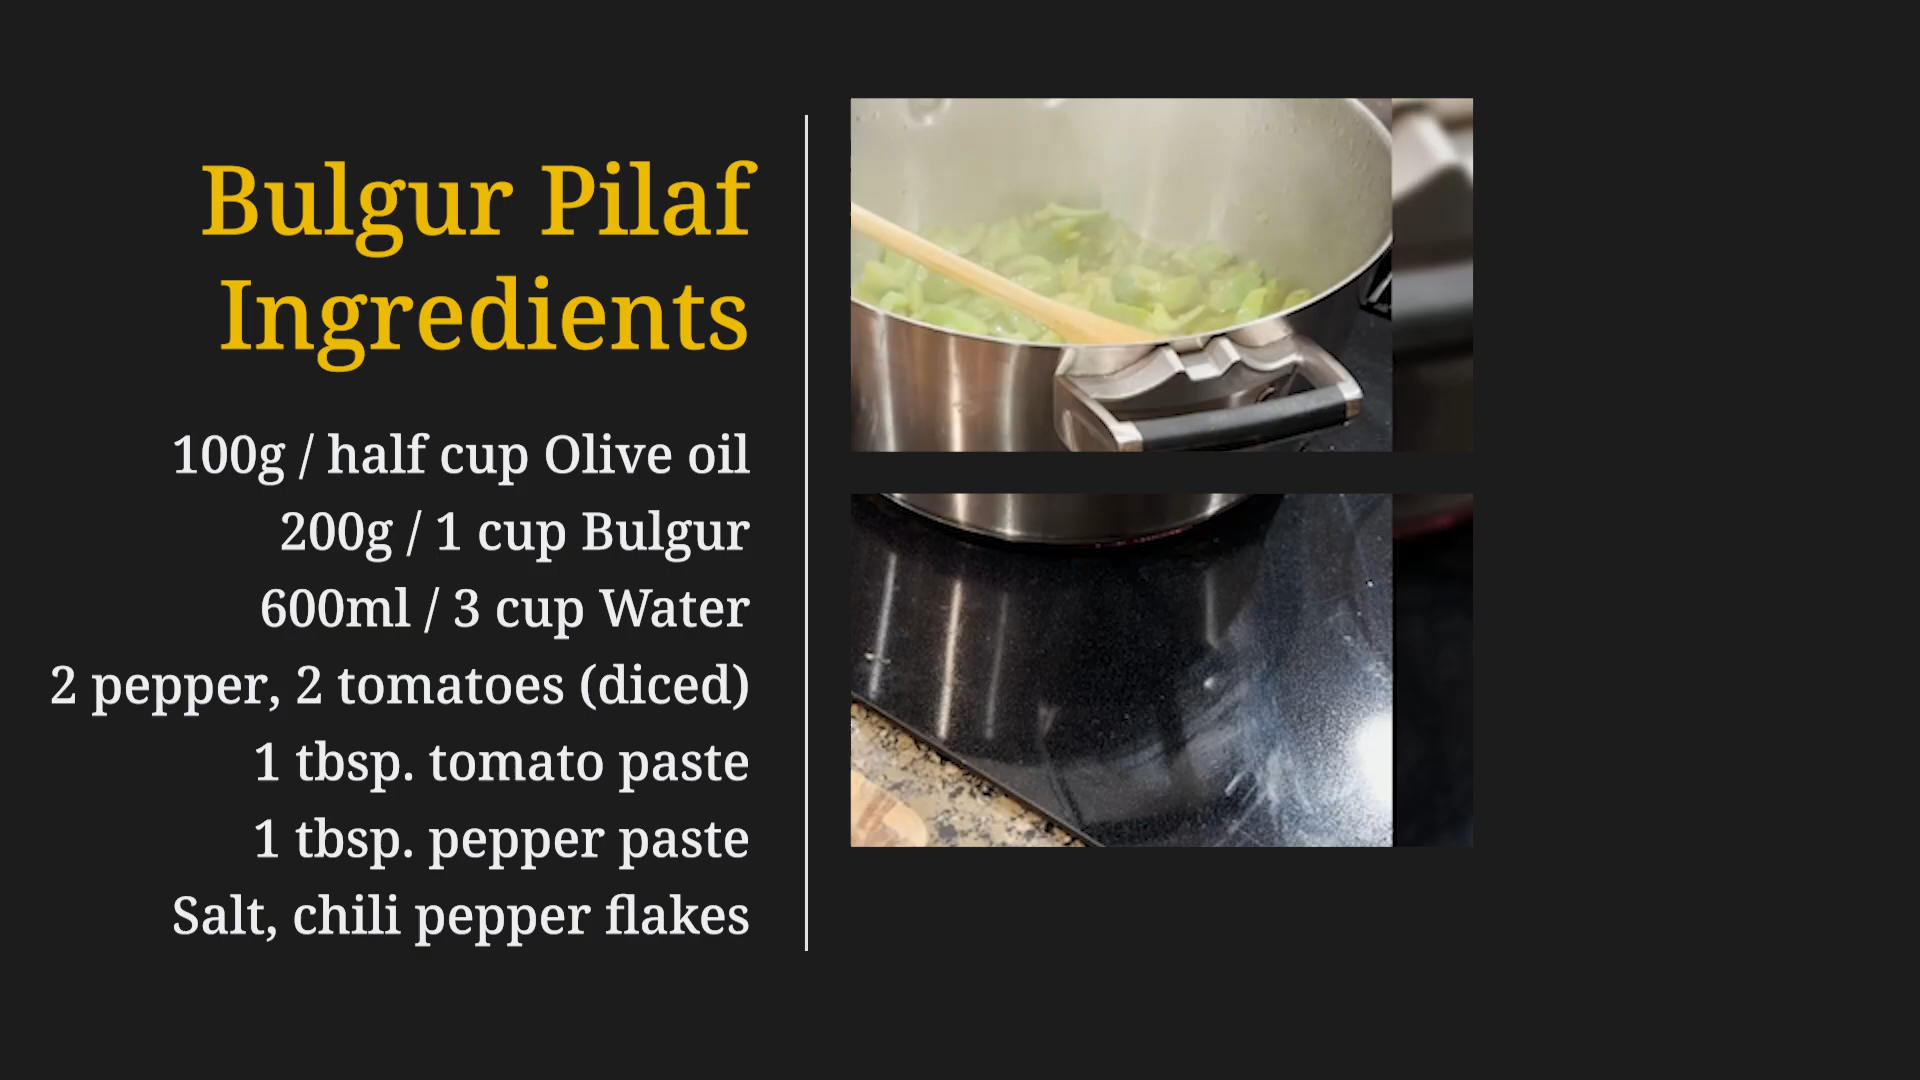 Bulgur Pilaf
Ingredients
100g / half cup Olive oil
200g / 1 cup Bulgur
600ml / 3 cup Water
2 pepper, 2 tomatoes (diced)
1 tbsp. tomato paste
1 tbsp. pepper paste
Salt, chili pepper flakes